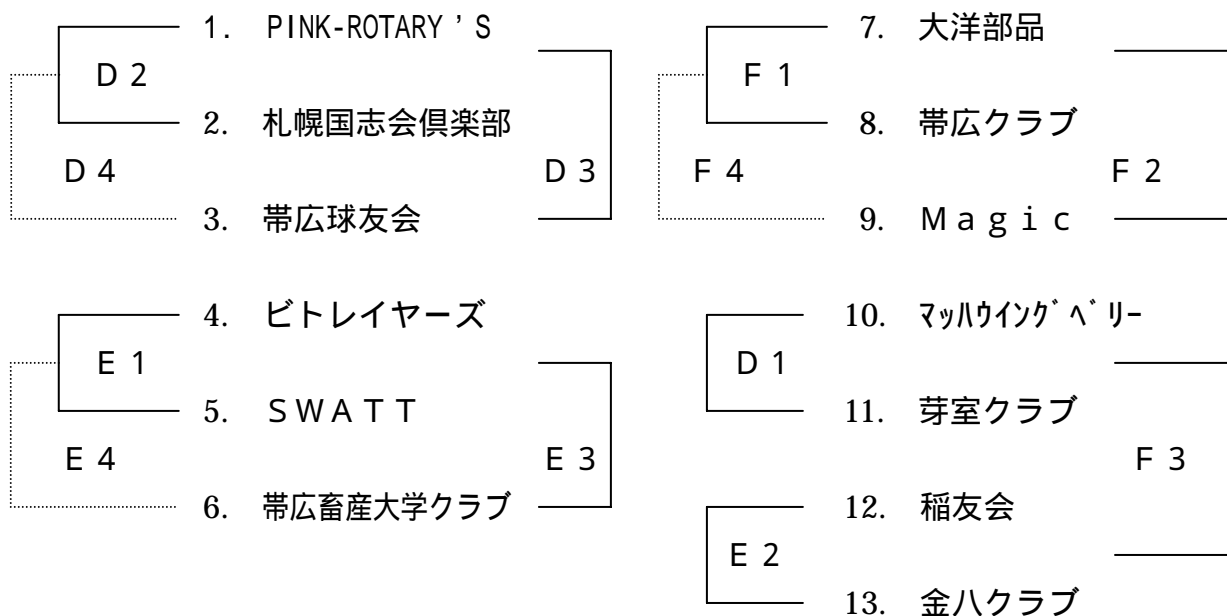 1. PINK-ROTARY'S
D2
2. 札幌国志会倶楽部
D4
D3
3. 帯広球友会
4. ビトレイヤーズ
E1
5. SWATT
E4
E3
6. 帯広畜産大学クラブ
7. 大洋部品
F1
8. 帯広クラブ
F4
F2
9. Magic
10. マッハウイングベリー
D1
11. 芽室クラブ
F3
12. 稲友会
E2
13. 金八クラブ